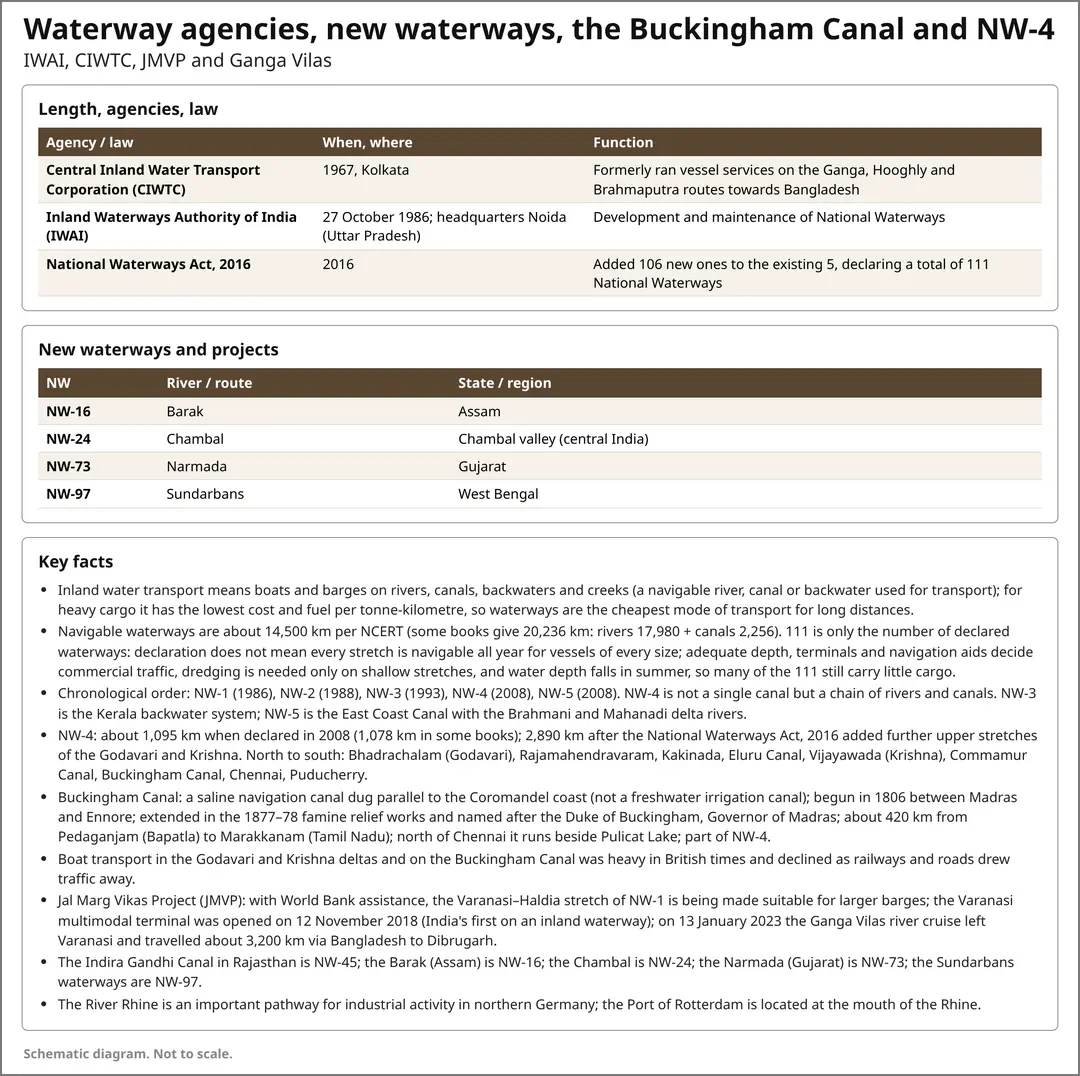 Waterway agencies, new waterways, the Buckingham Canal and NW-4
IWAI, CIWTC, JMVP and Ganga Vilas
Length, agencies, law
Agency / law When, where Function
Central Inland Water Transport Corporation (CIWTC) 1967, Kolkata Formerly ran vessel services on the Ganga, Hooghly and Brahmaputra routes towards Bangladesh
Inland Waterways Authority of India (IWAI) 27 October 1986; headquarters Noida (Uttar Pradesh) Development and maintenance of National Waterways
National Waterways Act, 2016 2016 Added 106 new ones to the existing 5, declaring a total of 111 National Waterways
New waterways and projects
NW River / route State / region
NW-16 Barak Assam
NW-24 Chambal Chambal valley (central India)
NW-73 Narmada Gujarat
NW-97 Sundarbans West Bengal
Key facts
• Inland water transport means boats and barges on rivers, canals, backwaters and creeks (a navigable river, canal or backwater used for transport); for
heavy cargo it has the lowest cost and fuel per tonne-kilometre, so waterways are the cheapest mode of transport for long distances.
• Navigable waterways are about 14,500 km per NCERT (some books give 20,236 km: rivers 17,980 + canals 2,256). 111 is only the number of declared
waterways: declaration does not mean every stretch is navigable all year for vessels of every size; adequate depth, terminals and navigation aids decide
commercial traffic, dredging is needed only on shallow stretches, and water depth falls in summer, so many of the 111 still carry little cargo.
• Chronological order: NW-1 (1986), NW-2 (1988), NW-3 (1993), NW-4 (2008), NW-5 (2008). NW-4 is not a single canal but a chain of rivers and canals. NW-3
is the Kerala backwater system; NW-5 is the East Coast Canal with the Brahmani and Mahanadi delta rivers.
• NW-4: about 1,095 km when declared in 2008 (1,078 km in some books); 2,890 km after the National Waterways Act, 2016 added further upper stretches
of the Godavari and Krishna. North to south: Bhadrachalam (Godavari), Rajamahendravaram, Kakinada, Eluru Canal, Vijayawada (Krishna), Commamur
Canal, Buckingham Canal, Chennai, Puducherry.
• Buckingham Canal: a saline navigation canal dug parallel to the Coromandel coast (not a freshwater irrigation canal); begun in 1806 between Madras
and Ennore; extended in the 1877–78 famine relief works and named after the Duke of Buckingham, Governor of Madras; about 420 km from
Pedaganjam (Bapatla) to Marakkanam (Tamil Nadu); north of Chennai it runs beside Pulicat Lake; part of NW-4.
• Boat transport in the Godavari and Krishna deltas and on the Buckingham Canal was heavy in British times and declined as railways and roads drew
traffic away.
• Jal Marg Vikas Project (JMVP): with World Bank assistance, the Varanasi–Haldia stretch of NW-1 is being made suitable for larger barges; the Varanasi
multimodal terminal was opened on 12 November 2018 (India's first on an inland waterway); on 13 January 2023 the Ganga Vilas river cruise left
Varanasi and travelled about 3,200 km via Bangladesh to Dibrugarh.
• The Indira Gandhi Canal in Rajasthan is NW-45; the Barak (Assam) is NW-16; the Chambal is NW-24; the Narmada (Gujarat) is NW-73; the Sundarbans
waterways are NW-97.
• The River Rhine is an important pathway for industrial activity in northern Germany; the Port of Rotterdam is located at the mouth of the Rhine.
Schematic diagram. Not to scale.